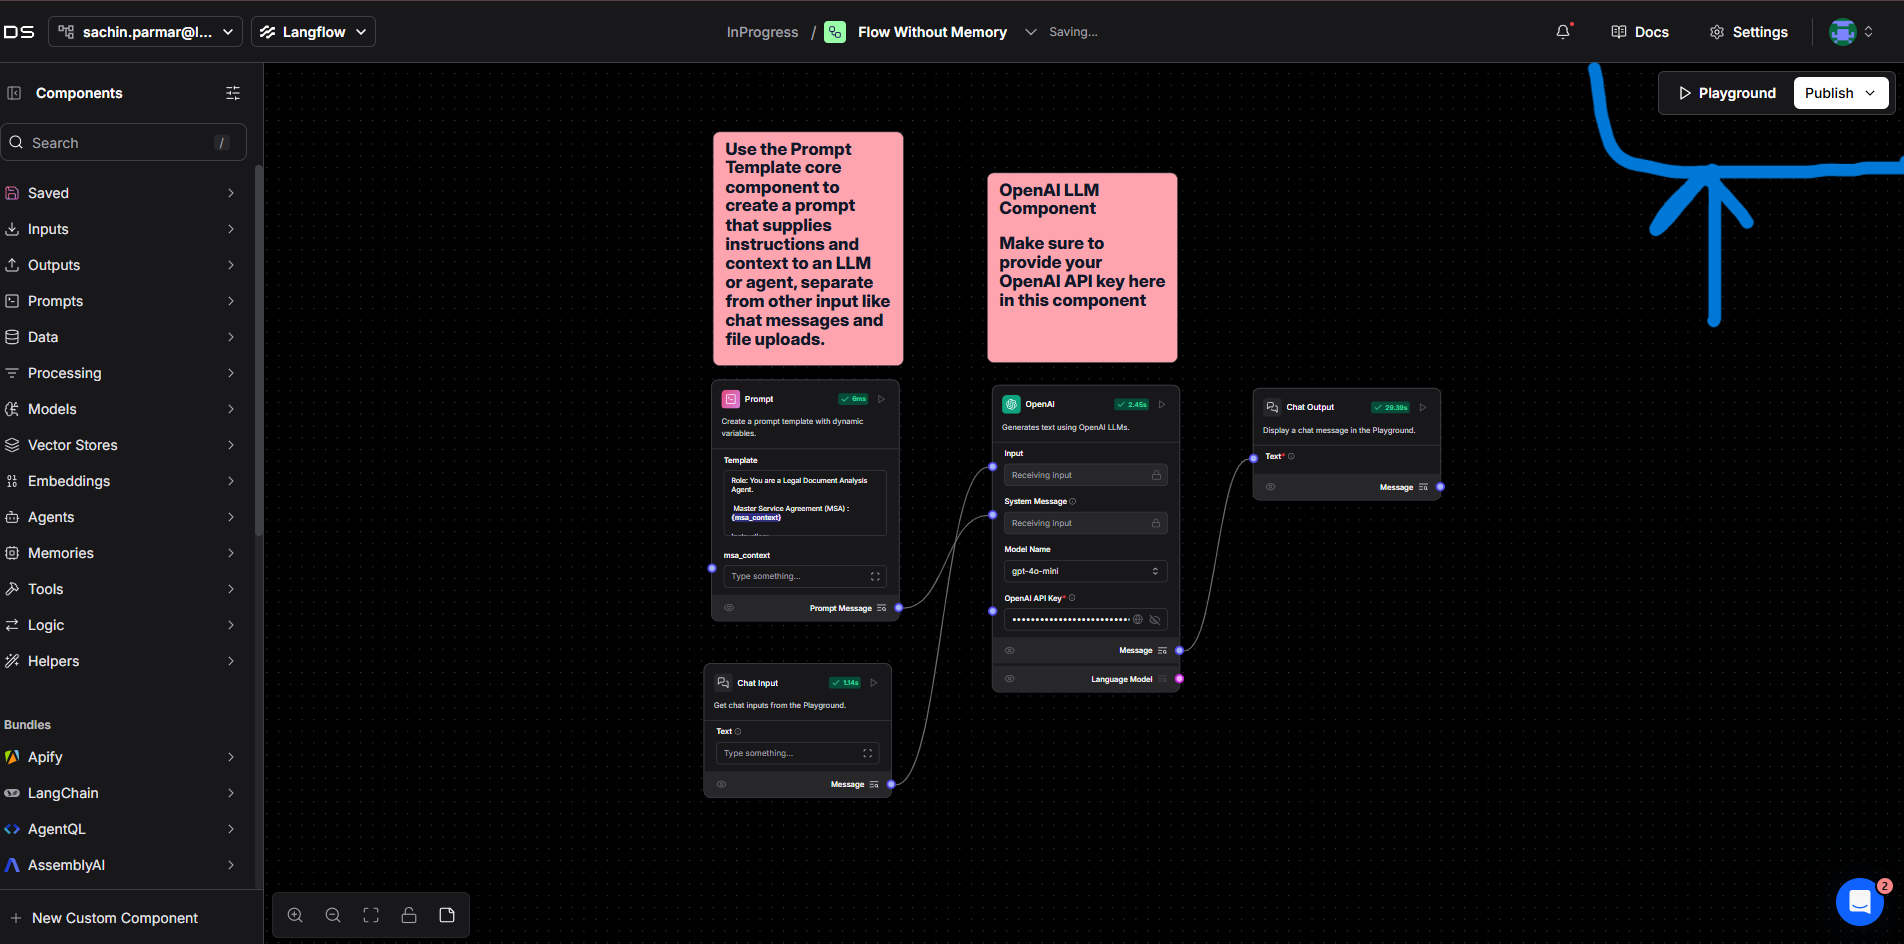 DS
sachin.parmar@l...
Langflow
InProgress / Flow Without Memory Saving...
Docs
Settings
Components
Search /
Saved
Inputs
Outputs
Prompts
Data
Processing
Models
Vector Stores
Embeddings
Agents
Memories
Tools
Logic
Helpers
Bundles
Apify
LangChain
AgentQL
AssemblyAI
New Custom Component
Playground
Publish
Use the Prompt
Template core
component to
create a prompt
that supplies
instructions and
context to an LLM
or agent, separate
from other input like
chat messages and
file uploads.
OpenAI LLM
Component
Make sure to
provide your
OpenAI API key here
in this component
Prompt 6ms
Create a prompt template with dynamic
variables.
Template
Role: You are a Legal Document Analysis
Agent.
Master Service Agreement (MSA) :
{msa_context}
msa_context
Type something...
Prompt Message
Chat Input 1.14s
Get chat inputs from the Playground.
Text
Type something...
Message
OpenAI 2.45s
Generates text using OpenAI LLMs.
Input
Receiving input
System Message
Receiving input
Model Name
gpt-4o-mini
OpenAI API Key*
Message
Language Model
Chat Output 29.39s
Display a chat message in the Playground.
Text*
Message
2